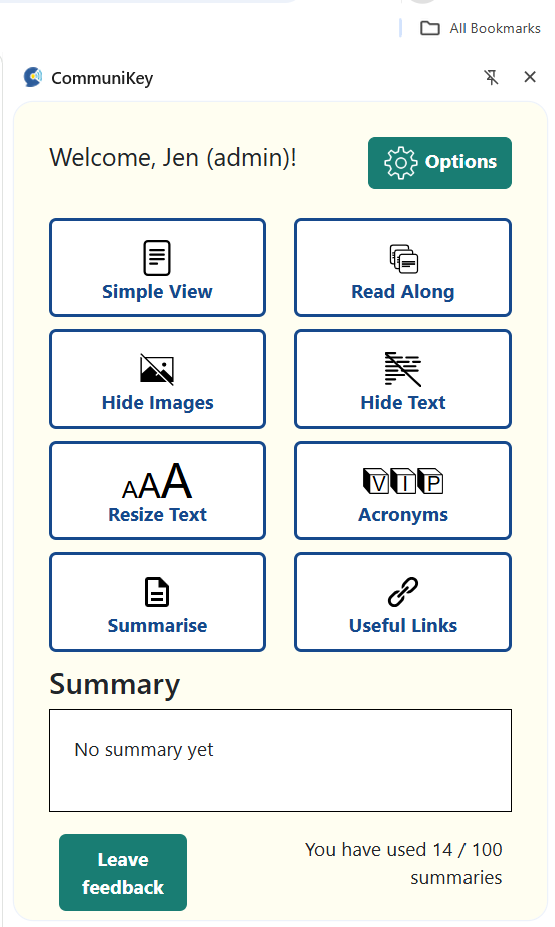 All Bookmarks
CommuniKey
Welcome, Jen (admin)!
Options
Simple View
Read Along
Hide Images
Hide Text
AAA
Resize Text
VIP
Acronyms
Summarise
Useful Links
Summary
No summary yet
Leave
feedback
You have used 14 / 100
summaries